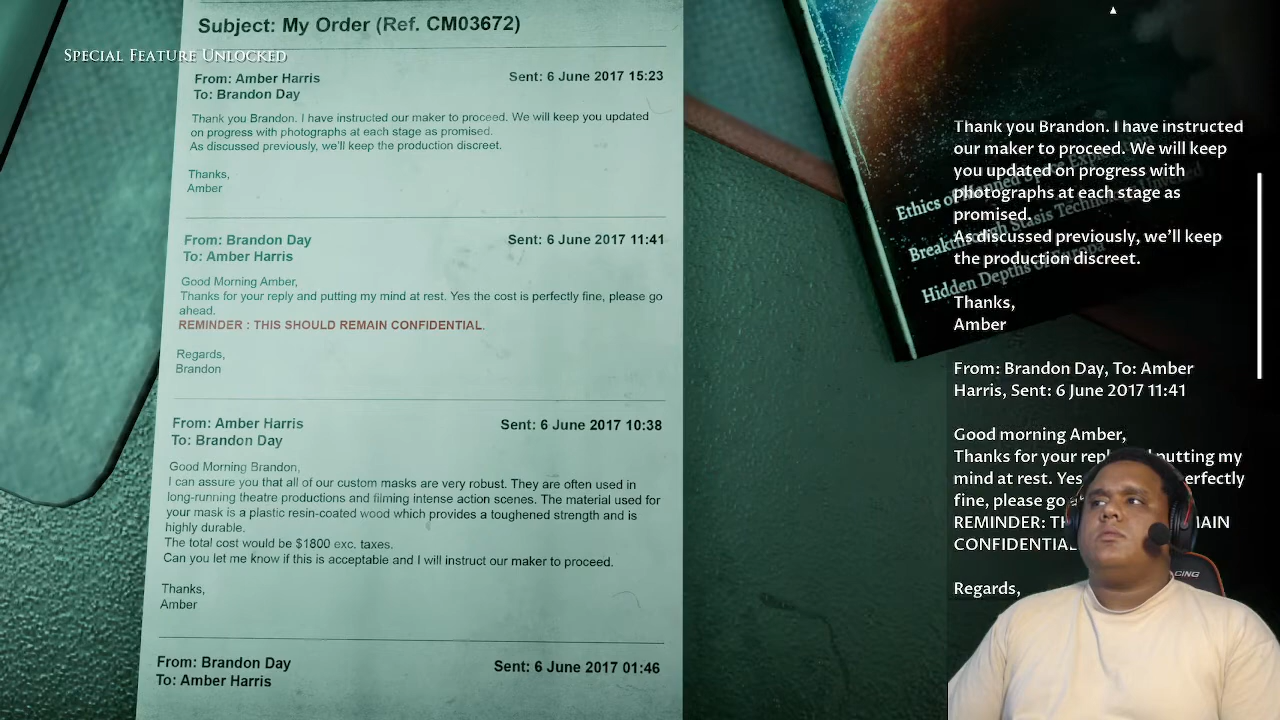 Subject: My Order (Ref. CM03672)
SPECIAL FEATURE UNLOCKED
From: Amber Harris
Sent: 6 June 2017 15:23
To: Brandon Day
Thank you Brandon. I have instructed our maker to proceed. We will keep you updated
on progress with photographs at each stage as promised.
As discussed previously, we'll keep the production discreet.
Thanks,
Amber
From: Brandon Day
Sent: 6 June 2017 11:41
To: Amber Harris
Good Morning Amber,
Thanks for your reply and putting my mind at rest. Yes the cost is perfectly fine, please go
ahead.
REMINDER : THIS SHOULD REMAIN CONFIDENTIAL.
Regards,
Brandon
From: Amber Harris
Sent: 6 June 2017 10:38
To: Brandon Day
Good Morning Brandon,
I can assure you that all of our custom masks are very robust. They are often used in
long-running theatre productions and filming intense action scenes. The material used for
your mask is a plastic resin-coated wood which provides a toughened strength and is
highly durable.
The total cost would be $1800 exc. taxes.
Can you let me know if this is acceptable and I will instruct our maker to proceed.
Thanks,
Amber
From: Brandon Day
Sent: 6 June 2017 01:46
To: Amber Harris
Ethics of Manned Space
Breakthrough Stasis Technology
Hidden Depths of Europa
Thank you Brandon. I have instructed
our maker to proceed. We will keep
you updated on progress with
photographs at each stage as
promised.
As discussed previously, we'll keep
the production discreet.
Thanks,
Amber
From: Brandon Day, To: Amber
Harris, Sent: 6 June 2017 11:41
Good morning Amber,
Thanks for your putting my
mind at rest. Yes perfectly
fine, please go
REMINDER:
CONFIDENTIAL
Regards,